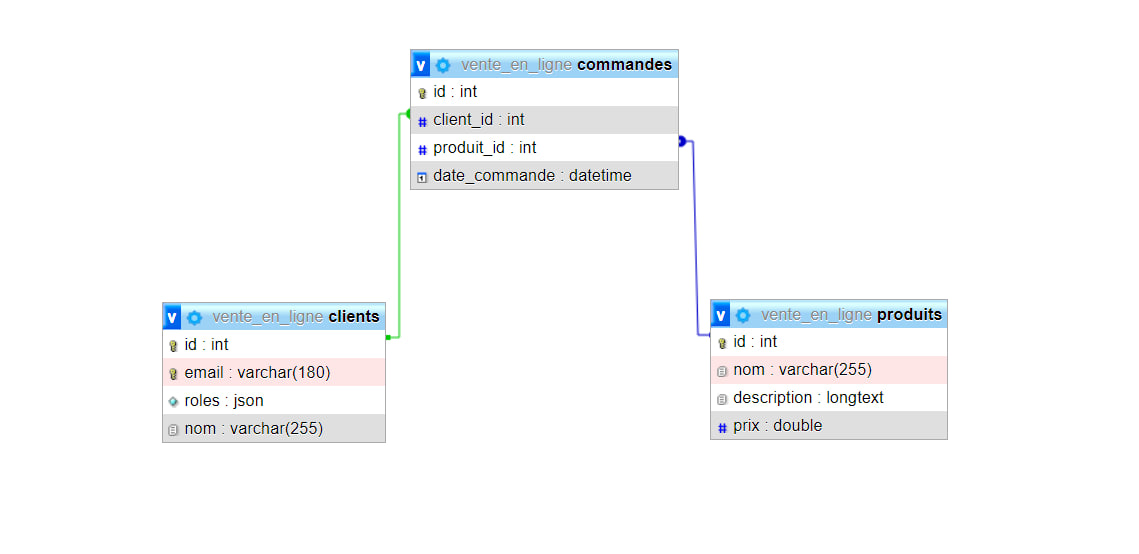 v vente_en_ligne commandes
id : int
# client_id : int
# produit_id : int
date_commande : datetime
v vente_en_ligne clients
id : int
email : varchar(180)
roles : json
nom : varchar(255)
v vente_en_ligne produits
id : int
nom : varchar(255)
description : longtext
# prix : double